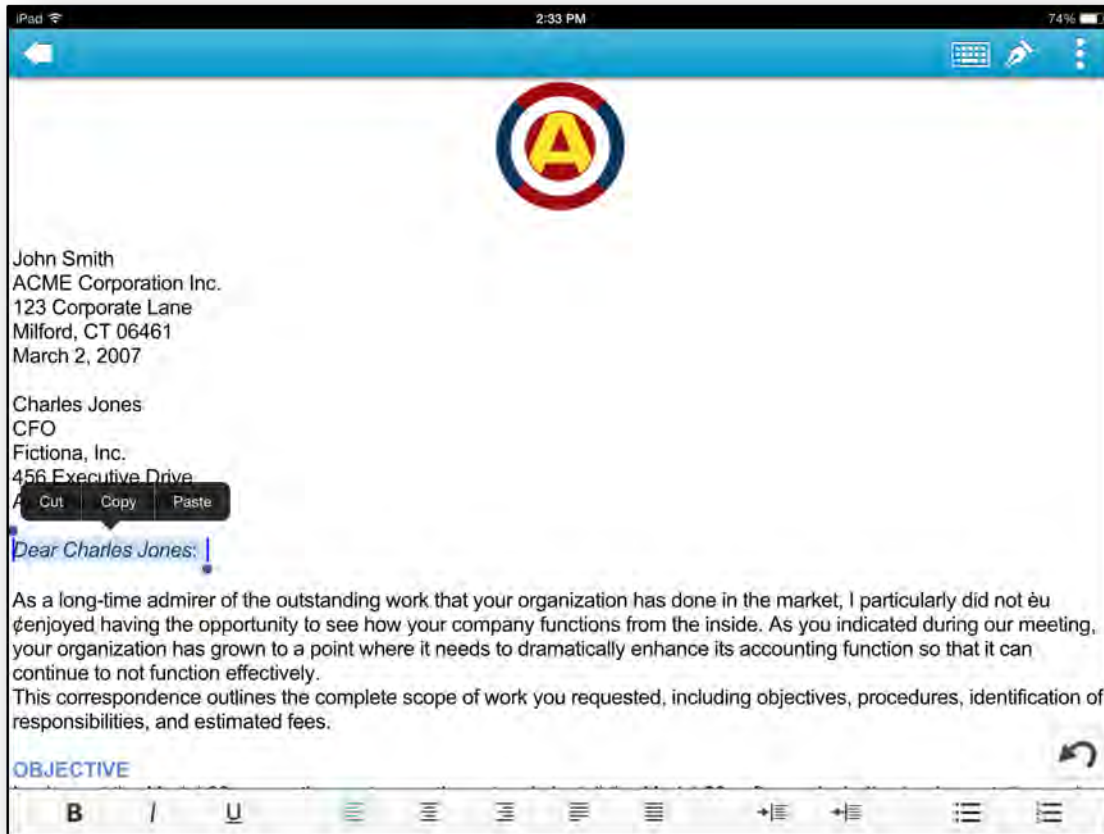 iPad 2:33 PM 74%
A
John Smith
ACME Corporation Inc.
123 Corporate Lane
Milford, CT 06461
March 2, 2007
Charles Jones
CFO
Fictiona, Inc.
456 Executive Drive
A
Cut Copy Paste
Dear Charles Jones:
As a long-time admirer of the outstanding work that your organization has done in the market, I particularly did not èu
¢enjoyed having the opportunity to see how your company functions from the inside. As you indicated during our meeting,
your organization has grown to a point where it needs to dramatically enhance its accounting function so that it can
continue to not function effectively.
This correspondence outlines the complete scope of work you requested, including objectives, procedures, identification of
responsibilities, and estimated fees.
OBJECTIVE
B I U